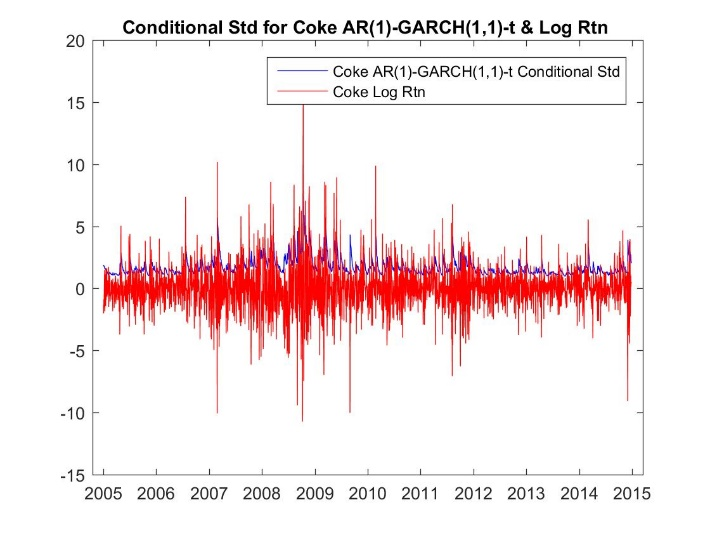 Conditional Std for Coke AR(1)-GARCH(1,1)-t & Log Rtn
20
Coke AR(1)-GARCH(1,1)-t Conditional Std
Coke Log Rtn
15
10
5
0
-5
-10
-15
2005 2006 2007 2008 2009 2010 2011 2012 2013 2014 2015